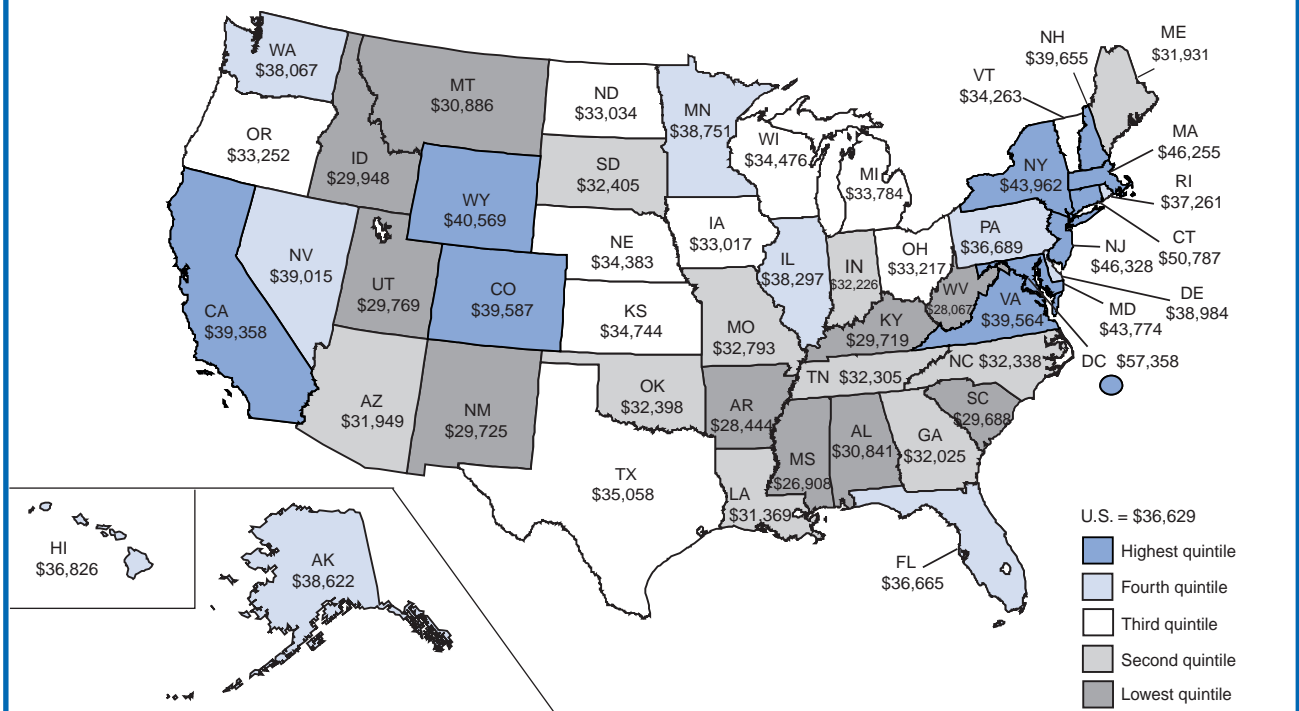 WA
$38,067
MT
$30,886
ND
$33,034
MN
$38,751
NH
$39,655
ME
$31,931
VT
$34,263
OR
$33,252
ID
$29,948
SD
$32,405
WI
$34,476
MI
$33,784
NY
$43,962
MA
$46,255
RI
$37,261
CT
$50,787
WY
$40,569
IA
$33,017
NE
$34,383
PA
$36,689
NJ
$46,328
DE
$38,984
MD
$43,774
DC $57,358
NV
$39,015
UT
$29,769
CO
$39,587
KS
$34,744
IL
$38,297
IN
$32,226
OH
$33,217
WV
$28,067
VA
$39,564
CA
$39,358
MO
$32,793
KY
$29,719
TN $32,305
NC $32,338
AZ
$31,949
NM
$29,725
OK
$32,398
AR
$28,444
SC
$29,688
MS
$26,908
AL
$30,841
GA
$32,025
TX
$35,058
LA
$31,369
FL
$36,665
HI
$36,826
AK
$38,622
U.S. = $36,629
Highest quintile
Fourth quintile
Third quintile
Second quintile
Lowest quintile